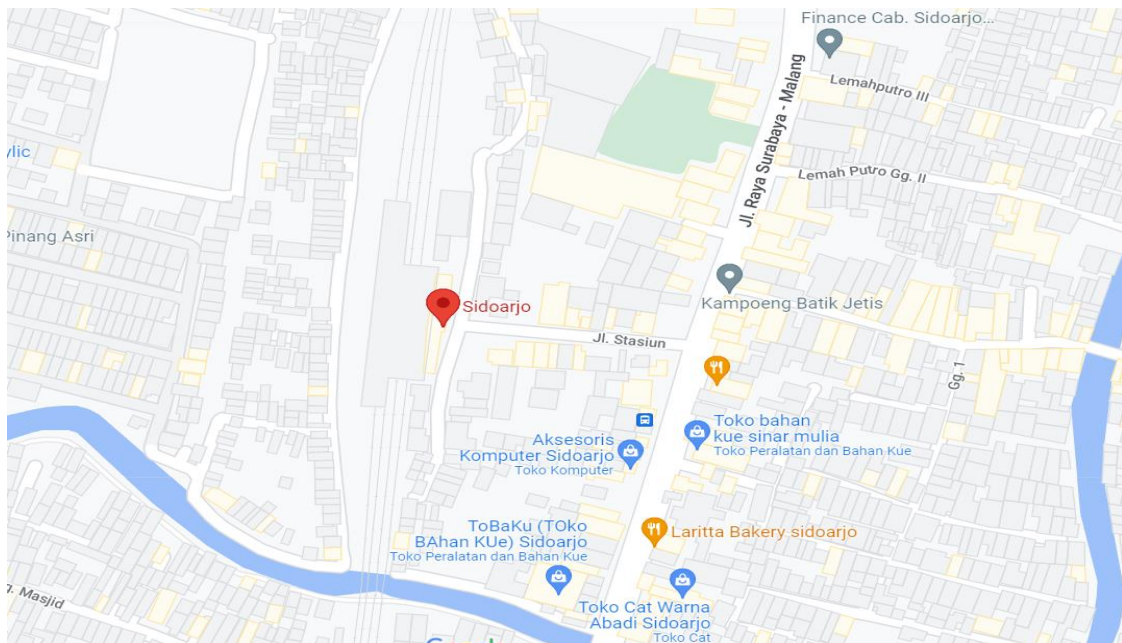 Finance Cab. Sidoarjo...
Lemahputro III
Jl. Raya Surabaya - Malang
Lemah Putro Gg. II
ylic
Pinang Asri
Kampoeng Batik Jetis
Sidoarjo
Jl. Stasiun
Gg. 1
Toko bahan
kue sinar mulia
Toko Peralatan dan Bahan Kue
Aksesoris
Komputer Sidoarjo
Toko Komputer
ToBaKu (TOko
BAhan KUe) Sidoarjo
Toko Peralatan dan Bahan Kue
Laritta Bakery sidoarjo
g. Masjid
Toko Cat Warna
Abadi Sidoarjo
Toko Cat